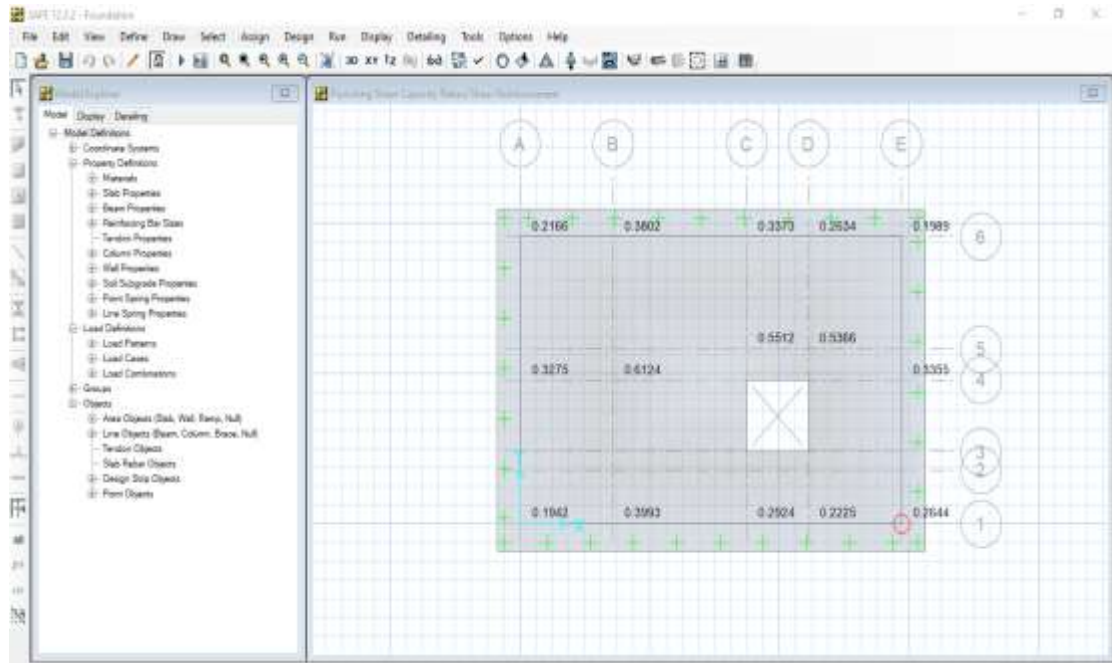 SAFE 12.3.2 - Foundation
File Edit View Define Draw Select Assign Design Run Display Detailing Tools Options Help
Model Explorer
Punching Shear Capacity Ratios/Shear Reinforcement
Model Display Detailing
Model Definitions
Coordinate Systems
Property Definitions
Materials
Slab Properties
Beam Properties
Reinforcing Bar Sizes
Tendon Properties
Column Properties
Wall Properties
Soil Subgrade Properties
Point Spring Properties
Line Spring Properties
Load Definitions
Load Patterns
Load Cases
Load Combinations
Groups
Objects
Area Objects (Slab, Wall, Ramp, Null)
Line Objects (Beam, Column, Brace, Null)
Tendon Objects
Slab Rebar Objects
Design Strip Objects
Point Objects
A B C D E
0.2166 0.3802 0.3373 0.2634 0.1989
6
0.5512 0.5366
5
0.3275 0.6124 0.3355
4
3
2
0.1942 0.3993 0.2924 0.2225 0.2644
1